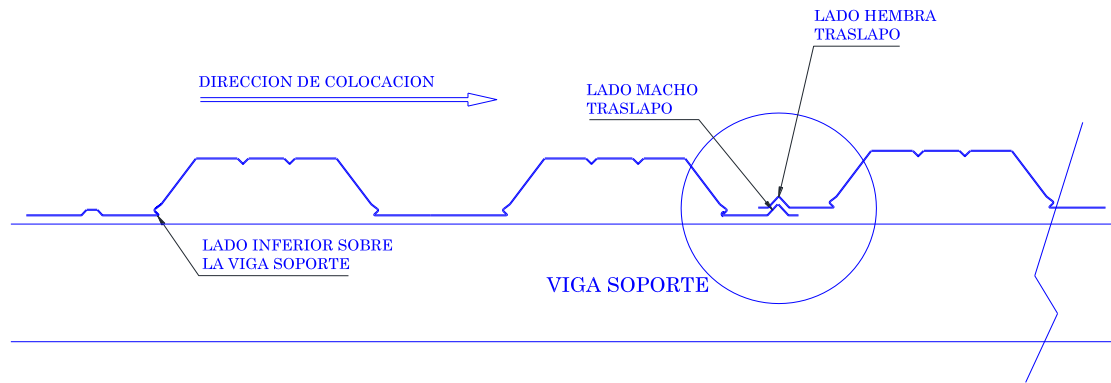 LADO HEMBRA
TRASLAPO
DIRECCION DE COLOCACION
LADO MACHO
TRASLAPO
LADO INFERIOR SOBRE
LA VIGA SOPORTE
VIGA SOPORTE